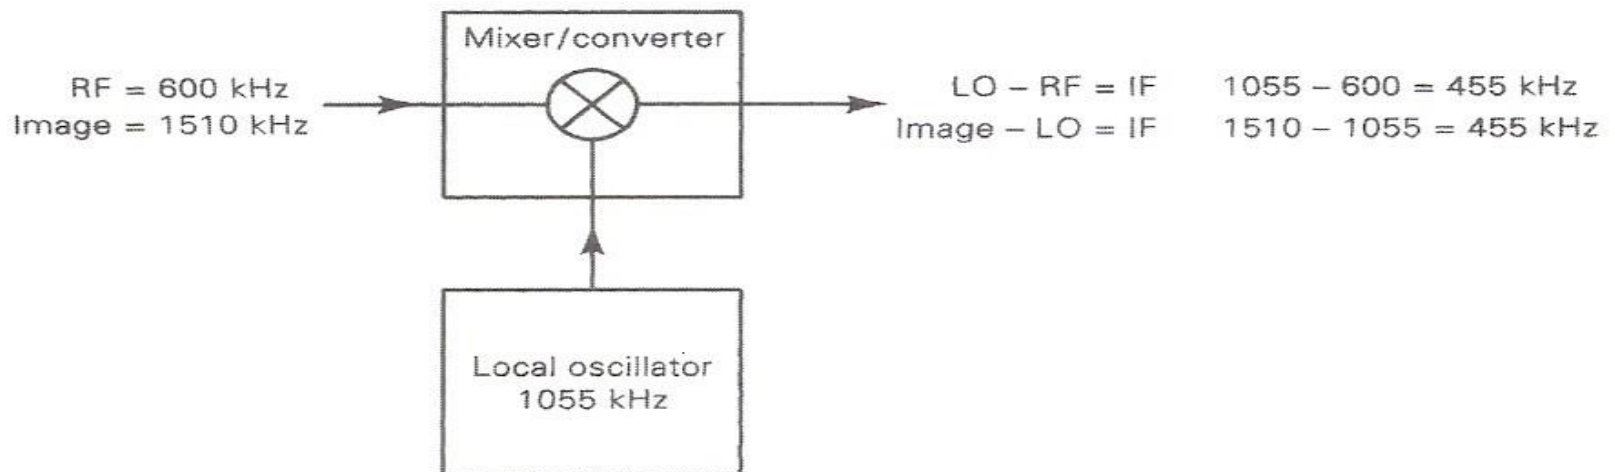 Mixer/converter
RF = 600 kHz
Image = 1510 kHz
LO – RF = IF 1055 – 600 = 455 kHz
Image – LO = IF 1510 – 1055 = 455 kHz
Local oscillator
1055 kHz